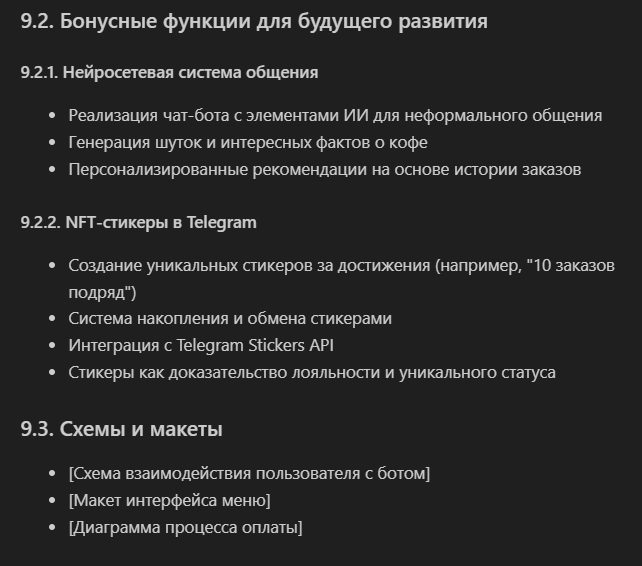 9.2. Бонусные функции для будущего развития
9.2.1. Нейросетевая система общения
• Реализация чат-бота с элементами ИИ для неформального общения
• Генерация шуток и интересных фактов о кофе
• Персонализированные рекомендации на основе истории заказов
9.2.2. NFT-стикеры в Telegram
• Создание уникальных стикеров за достижения (например, "10 заказов
подряд")
• Система накопления и обмена стикерами
• Интеграция с Telegram Stickers API
• Стикеры как доказательство лояльности и уникального статуса
9.3. Схемы и макеты
• [Схема взаимодействия пользователя с ботом]
• [Макет интерфейса меню]
• [Диаграмма процесса оплаты]